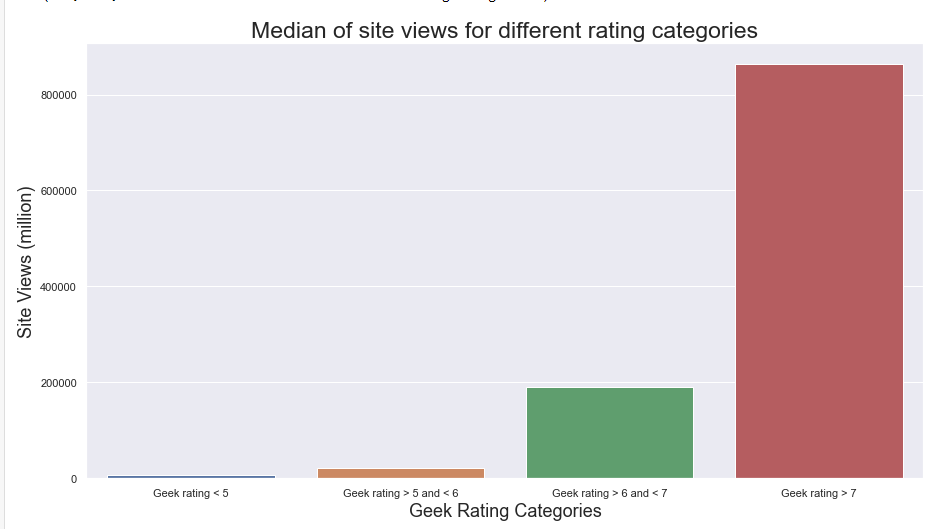 Median of site views for different rating categories
Site Views (million)
800000
600000
400000
200000
0
Geek rating < 5
Geek rating > 5 and < 6
Geek rating > 6 and < 7
Geek rating > 7
Geek Rating Categories